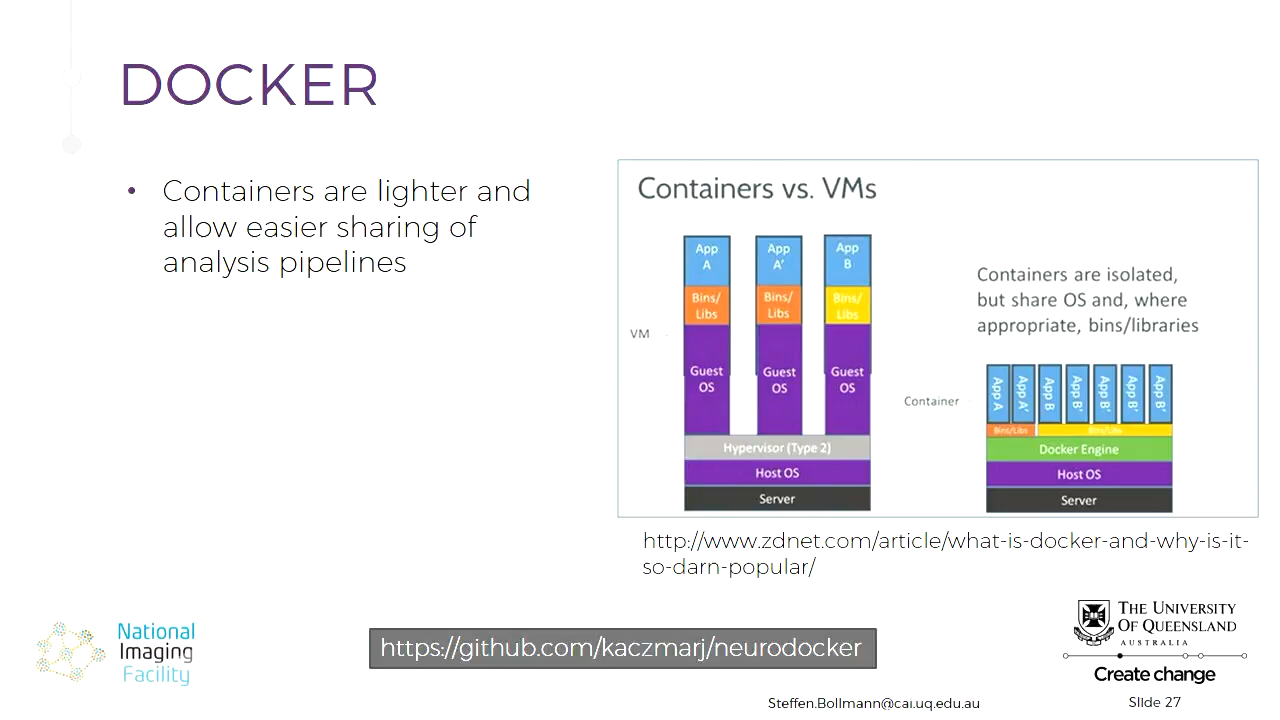 DOCKER
• Containers are lighter and
allow easier sharing of
analysis pipelines
Containers vs. VMs
App
A
App
A'
App
B
Bins/
Libs
Bins/
Libs
Bins/
Libs
VM
Guest
OS
Guest
OS
Guest
OS
Hypervisor (Type 2)
Host OS
Server
Containers are isolated,
but share OS and, where
appropriate, bins/libraries
Container
App A
App A'
App B
App B'
App B'
App B'
App B'
Bins/Libs
Bins/Libs
Docker Engine
Host OS
Server
http://www.zdnet.com/article/what-is-docker-and-why-is-it-
so-darn-popular/
National
Imaging
Facility
https://github.com/kaczmarj/neurodocker
THE UNIVERSITY
OF QUEENSLAND
AUSTRALIA
Create change
Steffen.Bollmann@cai.uq.edu.au
Slide 27